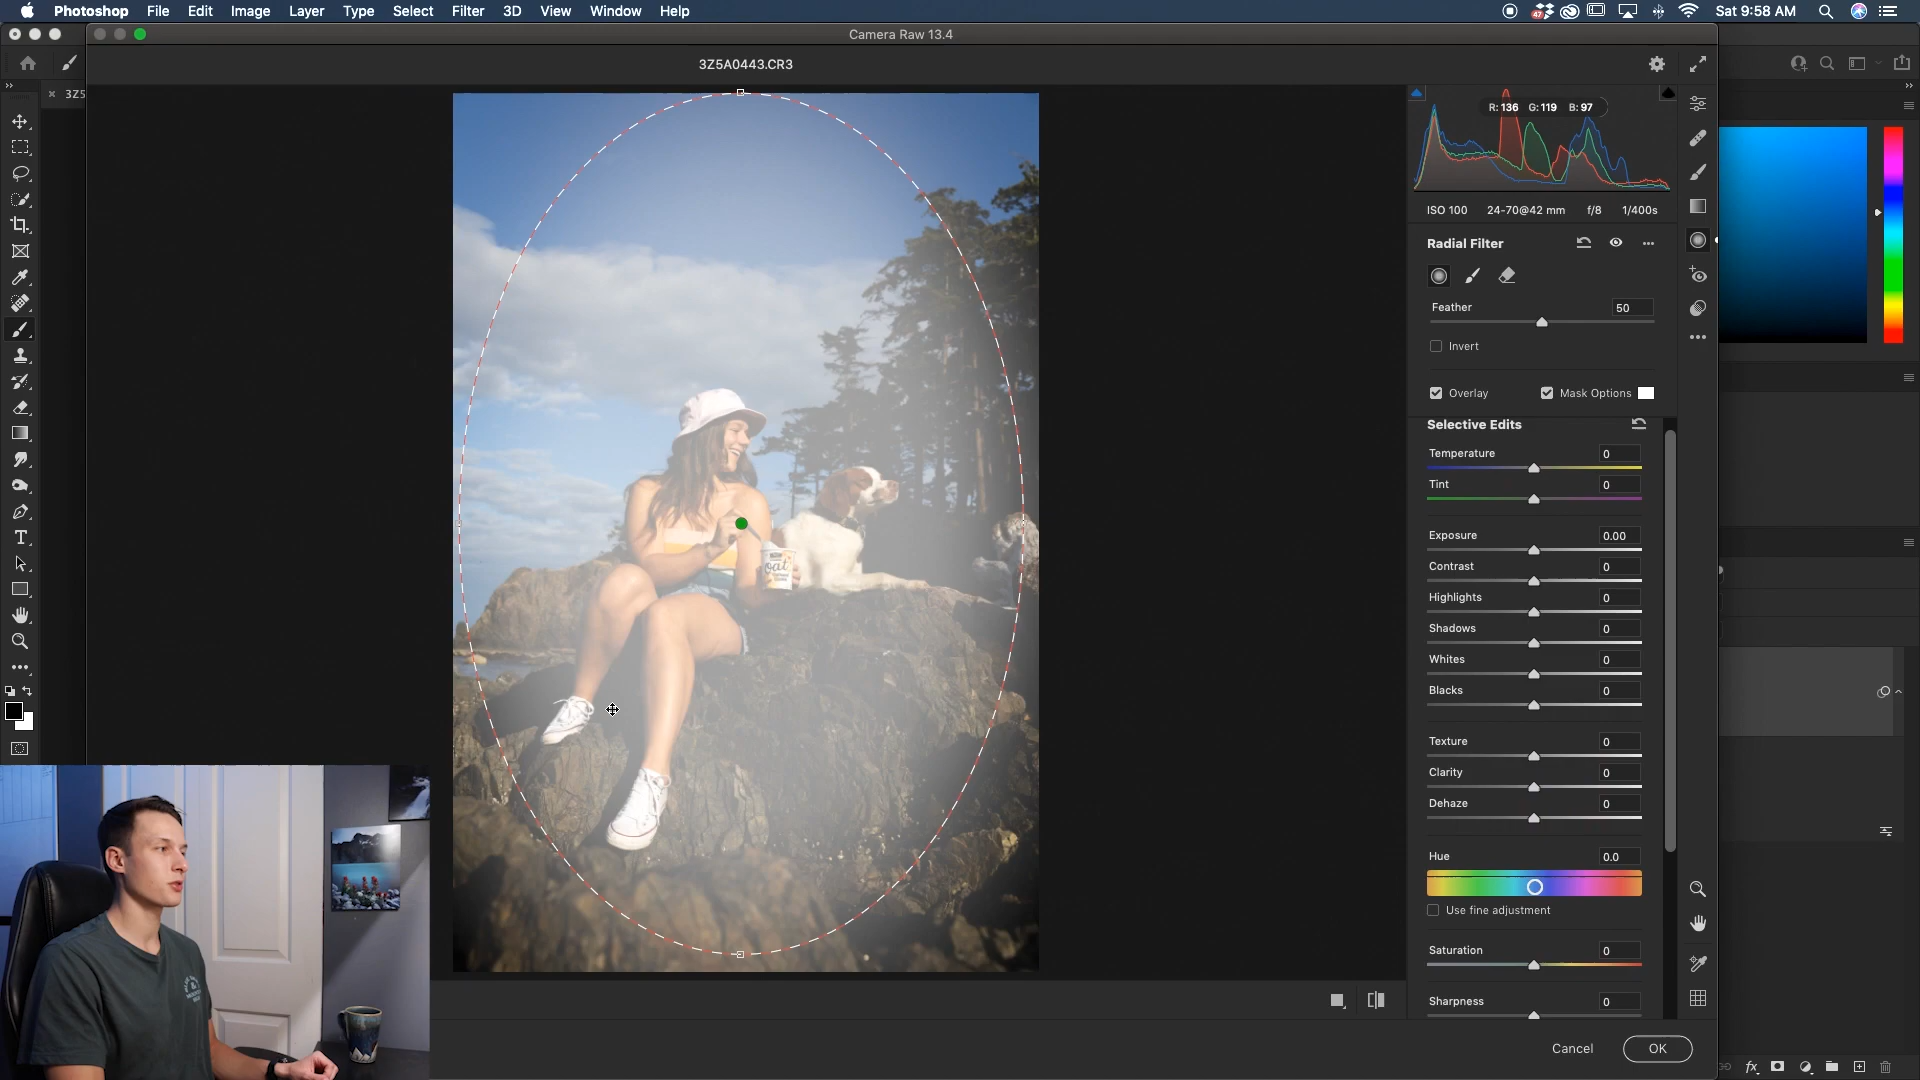 Photoshop File Edit Image Layer Type Select Filter 3D View Window Help
47 Sat 9:58 AM
Camera Raw 13.4
3Z5A0443.CR3
3Z5
R: 136 G: 119 B: 97
ISO 100 24-70@42 mm f/8 1/400s
Radial Filter
Feather 50
Invert
Overlay Mask Options
Selective Edits
Temperature 0
Tint 0
Exposure 0.00
Contrast 0
Highlights 0
Shadows 0
Whites 0
Blacks 0
Texture 0
Clarity 0
Dehaze 0
Hue 0.0
Use fine adjustment
Saturation 0
Sharpness 0
oat
Cancel OK
fx